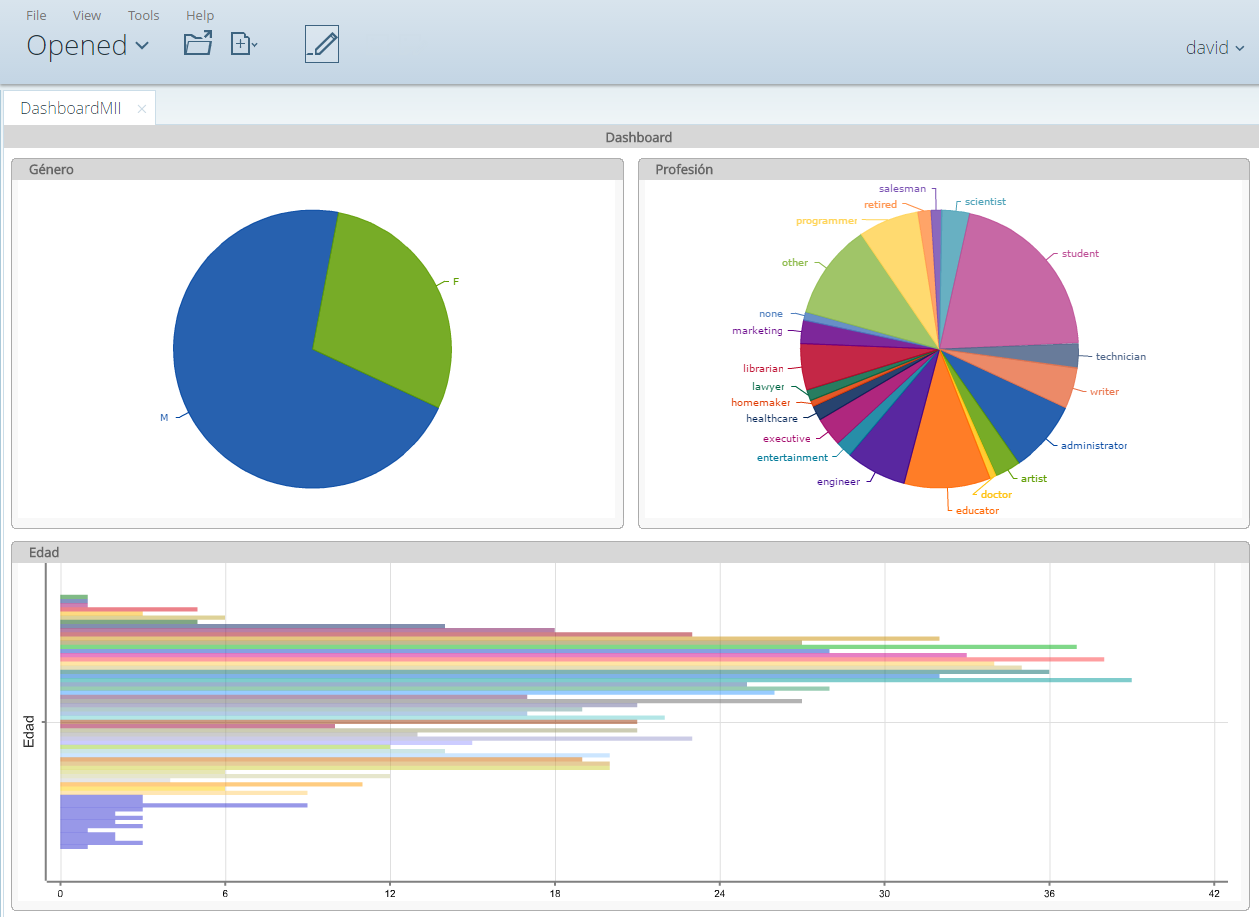 File View Tools Help
Opened
david
DashboardMII
Dashboard
Género
F
M
Profesión
salesman
scientist
retired
programmer
student
other
none
marketing
technician
librarian
writer
lawyer
homemaker
healthcare
executive
administrator
entertainment
engineer
artist
doctor
educator
Edad
Edad
0 6 12 18 24 30 36 42